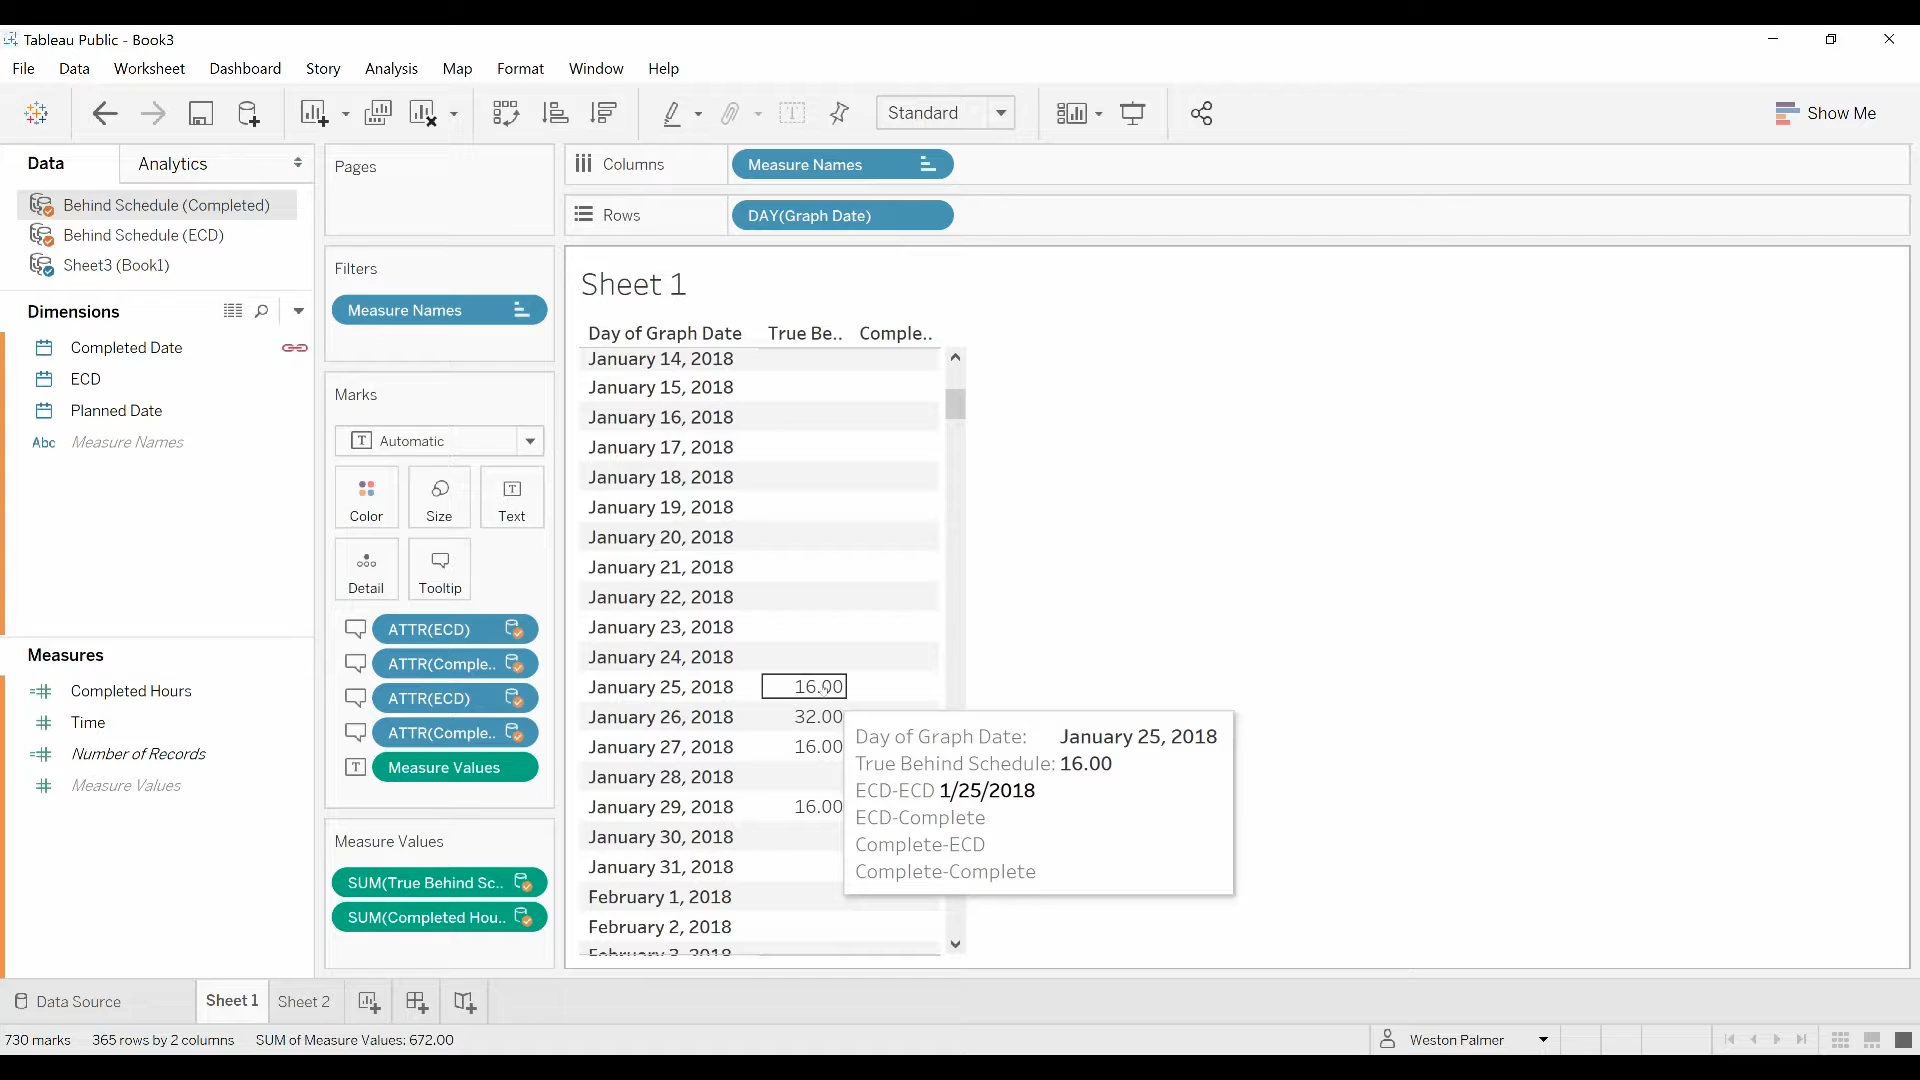 Tableau Public - Book3
File Data Worksheet Dashboard Story Analysis Map Format Window Help
Standard
Show Me
Data
Analytics
Behind Schedule (Completed)
Behind Schedule (ECD)
Sheet3 (Book1)
Dimensions
Completed Date
ECD
Planned Date
Abc Measure Names
Measures
Completed Hours
Time
Number of Records
Measure Values
Pages
Filters
Measure Names
Marks
Automatic
Color Size Text
Detail Tooltip
ATTR(ECD)
ATTR(Comple..
ATTR(ECD)
ATTR(Comple..
Measure Values
Measure Values
SUM(True Behind Sc..
SUM(Completed Hou..
Columns Measure Names
Rows DAY(Graph Date)
Sheet 1
Day of Graph Date True Be.. Comple..
January 14, 2018
January 15, 2018
January 16, 2018
January 17, 2018
January 18, 2018
January 19, 2018
January 20, 2018
January 21, 2018
January 22, 2018
January 23, 2018
January 24, 2018
January 25, 2018 16.00
January 26, 2018 32.00
January 27, 2018 16.00
January 28, 2018
January 29, 2018 16.00
January 30, 2018
January 31, 2018
February 1, 2018
February 2, 2018
February 3, 2018
Day of Graph Date: January 25, 2018
True Behind Schedule: 16.00
ECD-ECD 1/25/2018
ECD-Complete
Complete-ECD
Complete-Complete
Data Source Sheet 1 Sheet 2
730 marks 365 rows by 2 columns SUM of Measure Values: 672.00
Weston Palmer